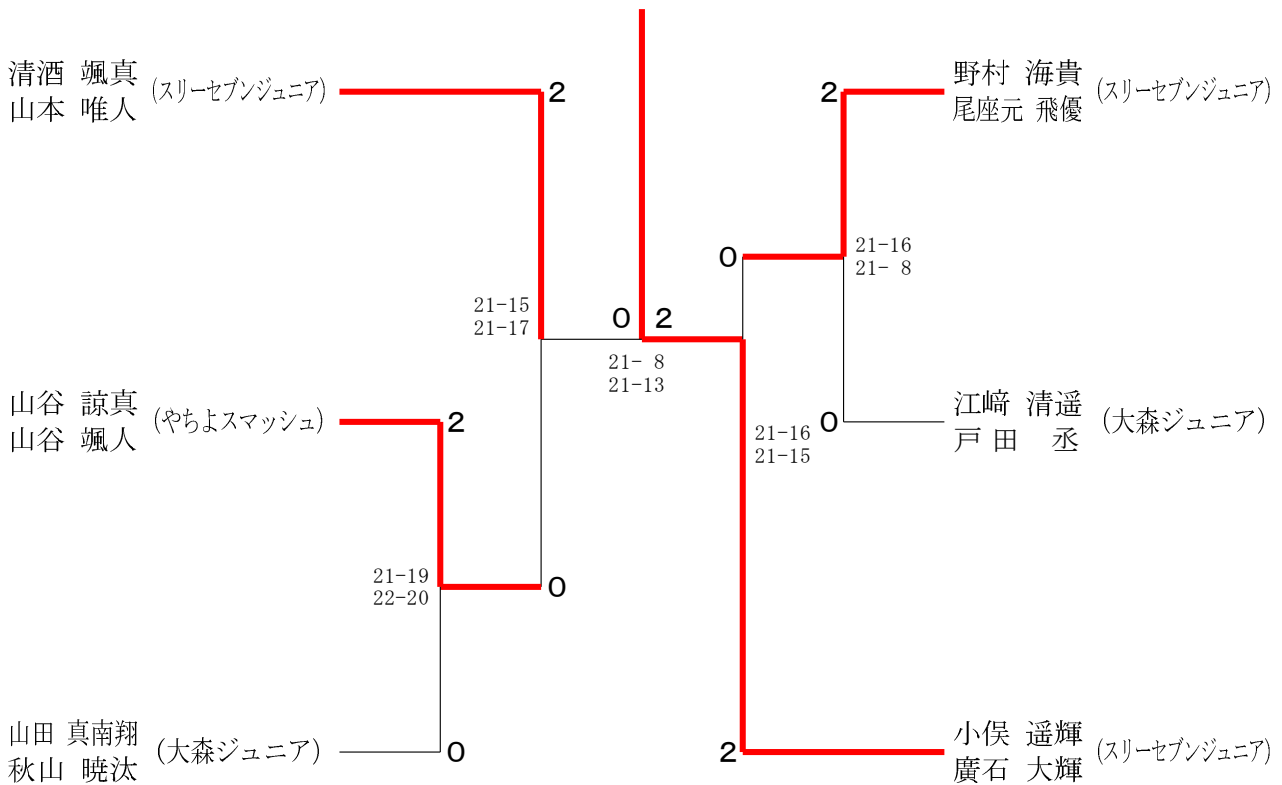 清酒 颯真
山本 唯人
(スリーセブンジュニア)
2
21-15
21-17
山谷 諒真
山谷 颯人
(やちよスマッシュ)
2
21-19
22-20
0
山田 真南翔
秋山 暁汰
(大森ジュニア)
0
0 2
21- 8
21-13
野村 海貴
尾座元 飛優
(スリーセブンジュニア)
2
0
21-16
21- 8
江﨑 清遥
戸田 丞
(大森ジュニア)
0
21-16
21-15
小俣 遥輝
廣石 大輝
(スリーセブンジュニア)
2